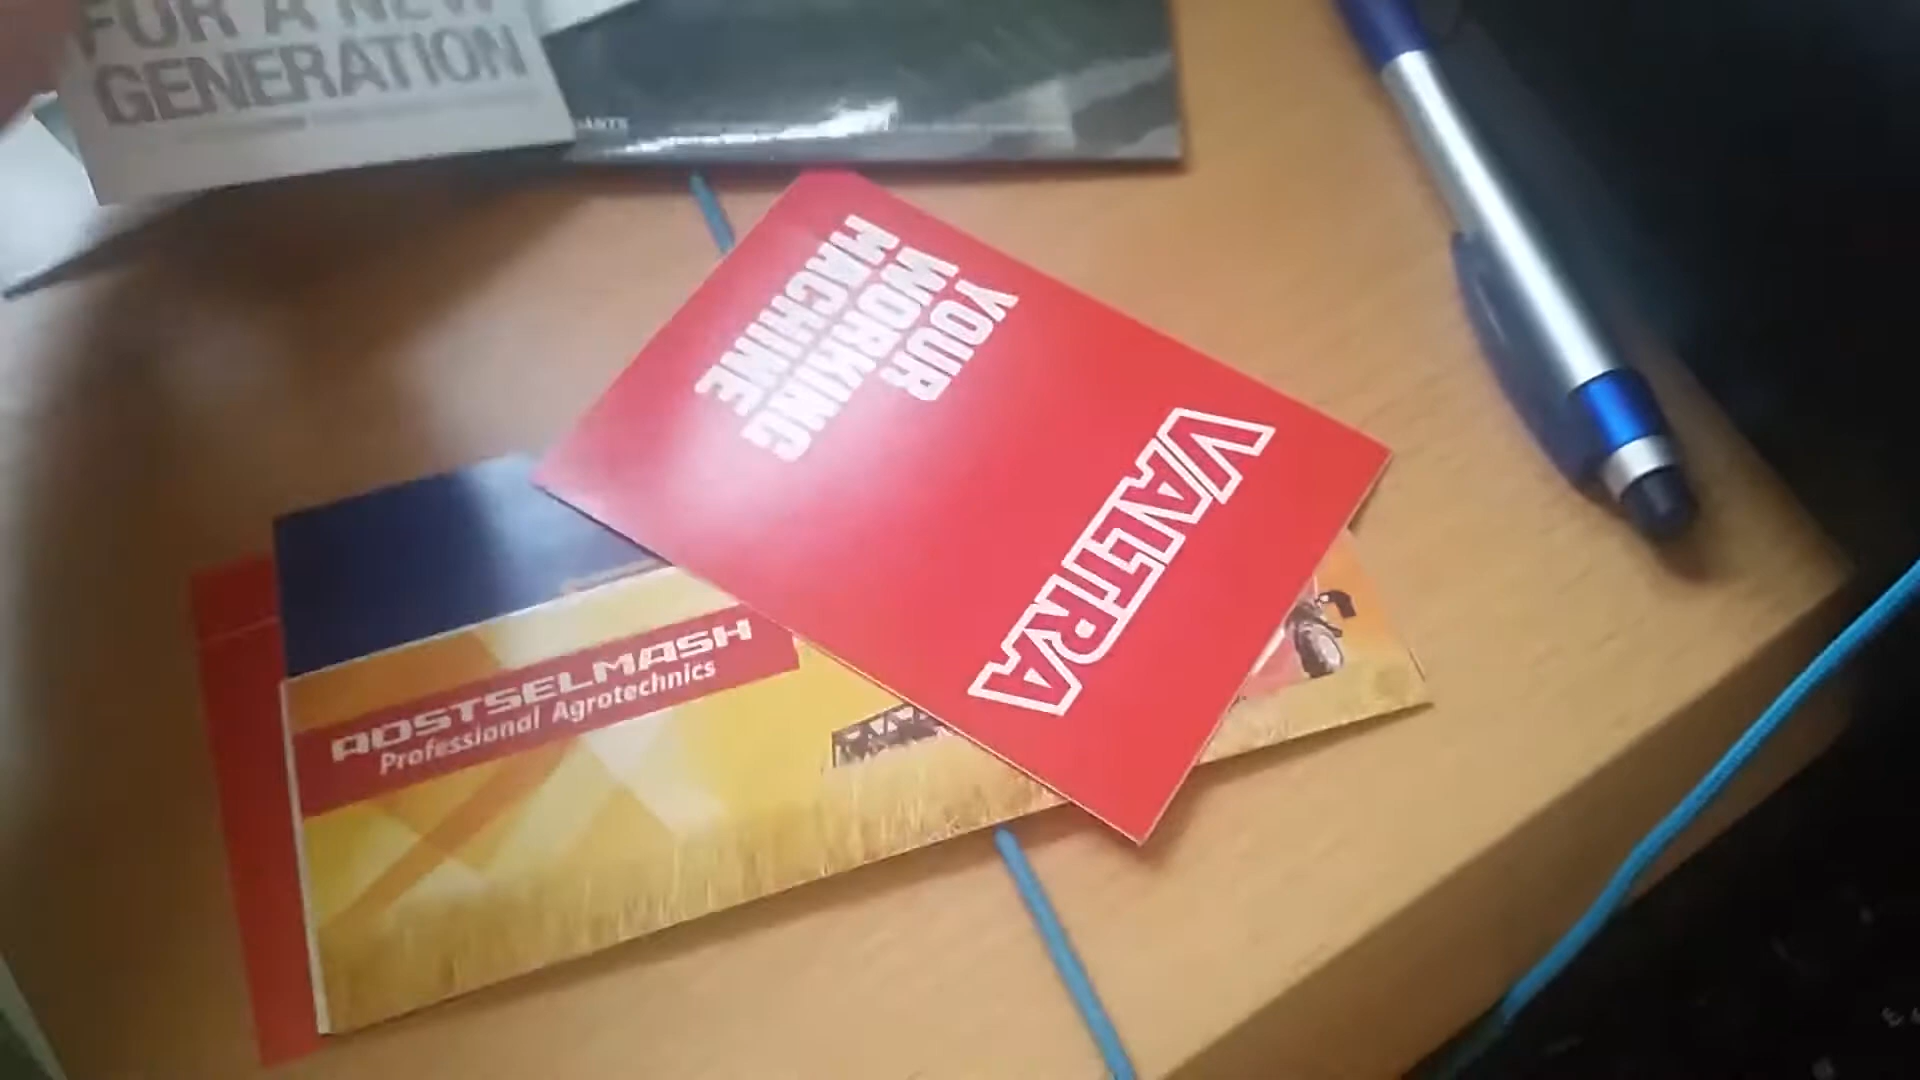 FOR A NEW
GENERATION
YOUR
WORKING
MACHINE
VALTRA
ROSTSELMASH
Professional Agrotechnics